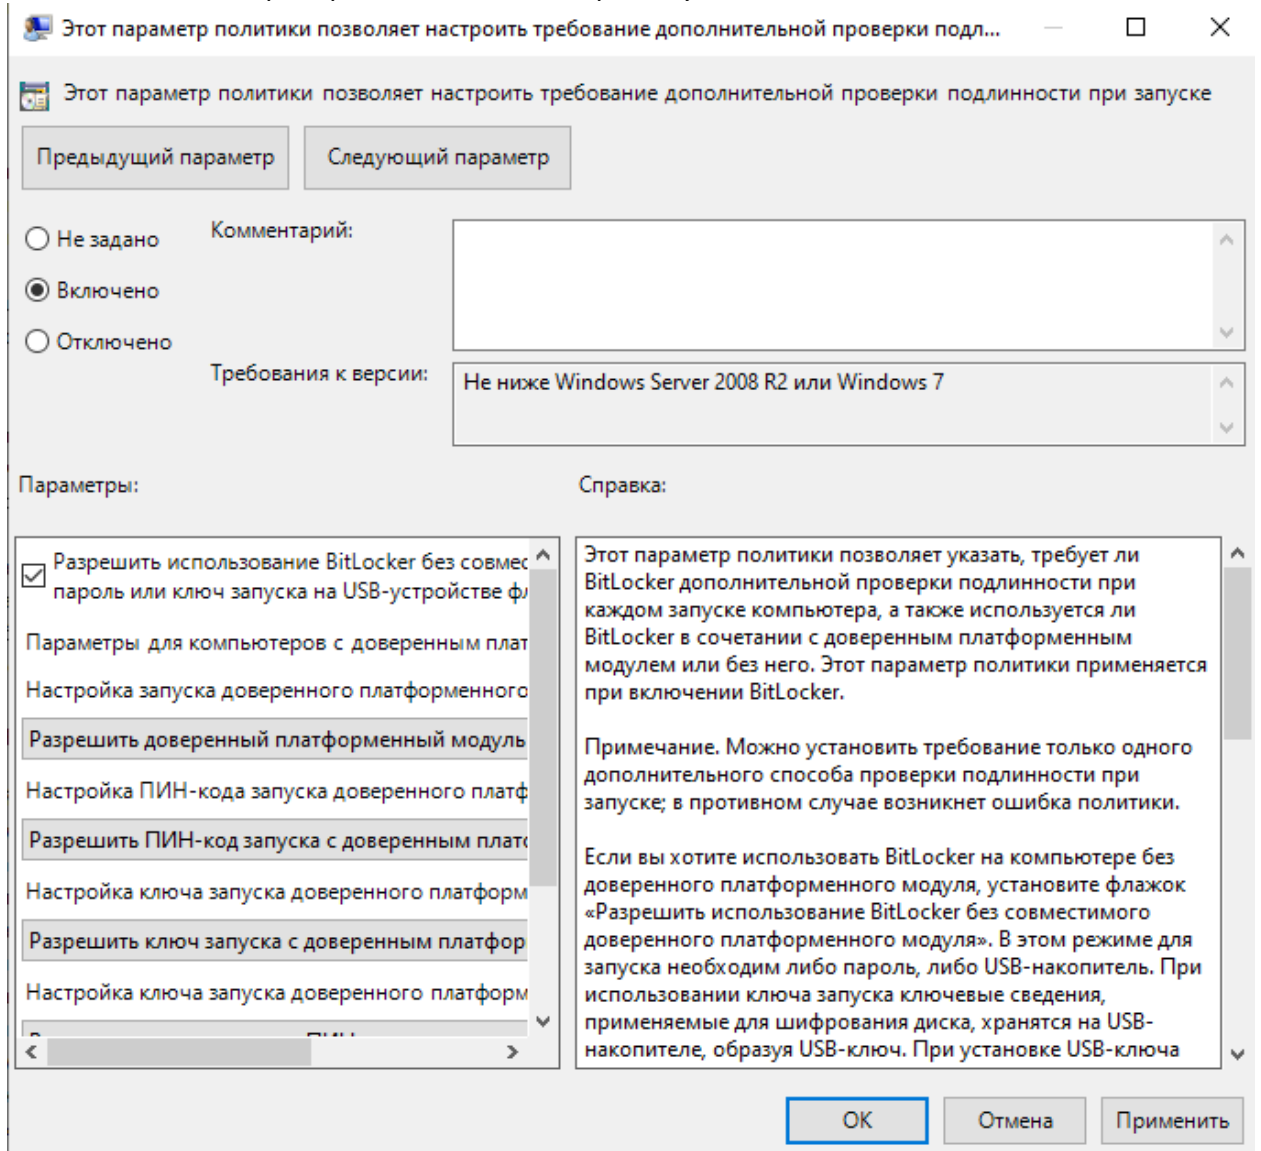 Этот параметр политики позволяет настроить требование дополнительной проверки подл...
Этот параметр политики позволяет настроить требование дополнительной проверки подлинности при запуске
Предыдущий параметр
Следующий параметр
Не задано
Включено
Отключено
Комментарий:
Требования к версии:
Не ниже Windows Server 2008 R2 или Windows 7
Параметры:
Разрешить использование BitLocker без совмес
пароль или ключ запуска на USB-устройстве ф
Параметры для компьютеров с доверенным плат
Настройка запуска доверенного платформенного
Разрешить доверенный платформенный модуль
Настройка ПИН-кода запуска доверенного платф
Разрешить ПИН-код запуска с доверенным плат
Настройка ключа запуска доверенного платформ
Разрешить ключ запуска с доверенным платфор
Настройка ключа запуска доверенного платформ
Справка:
Этот параметр политики позволяет указать, требует ли
BitLocker дополнительной проверки подлинности при
каждом запуске компьютера, а также используется ли
BitLocker в сочетании с доверенным платформенным
модулем или без него. Этот параметр политики применяется
при включении BitLocker.
Примечание. Можно установить требование только одного
дополнительного способа проверки подлинности при
запуске; в противном случае возникнет ошибка политики.
Если вы хотите использовать BitLocker на компьютере без
доверенного платформенного модуля, установите флажок
«Разрешить использование BitLocker без совместимого
доверенного платформенного модуля». В этом режиме для
запуска необходим либо пароль, либо USB-накопитель. При
использовании ключа запуска ключевые сведения,
применяемые для шифрования диска, хранятся на USB-
накопителе, образуя USB-ключ. При установке USB-ключа
ОК
Отмена
Применить